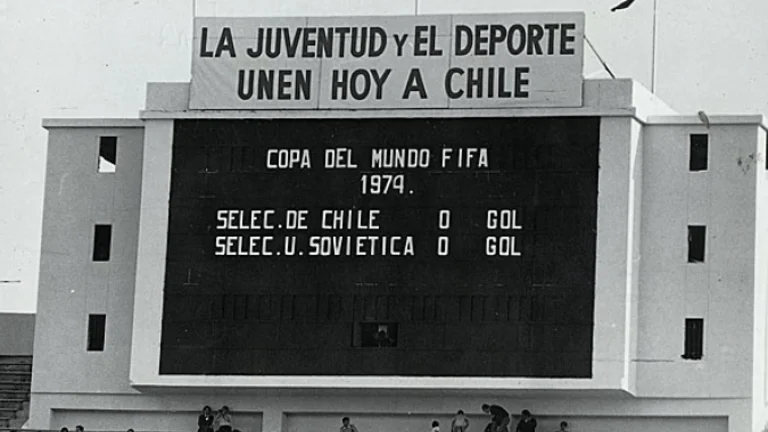 LA JUVENTUD Y EL DEPORTE
UNEN HOY A CHILE
COPA DEL MUNDO FIFA
1974.
SELEC. DE CHILE 0 GOL
SELEC. U. SOVIETICA 0 GOL